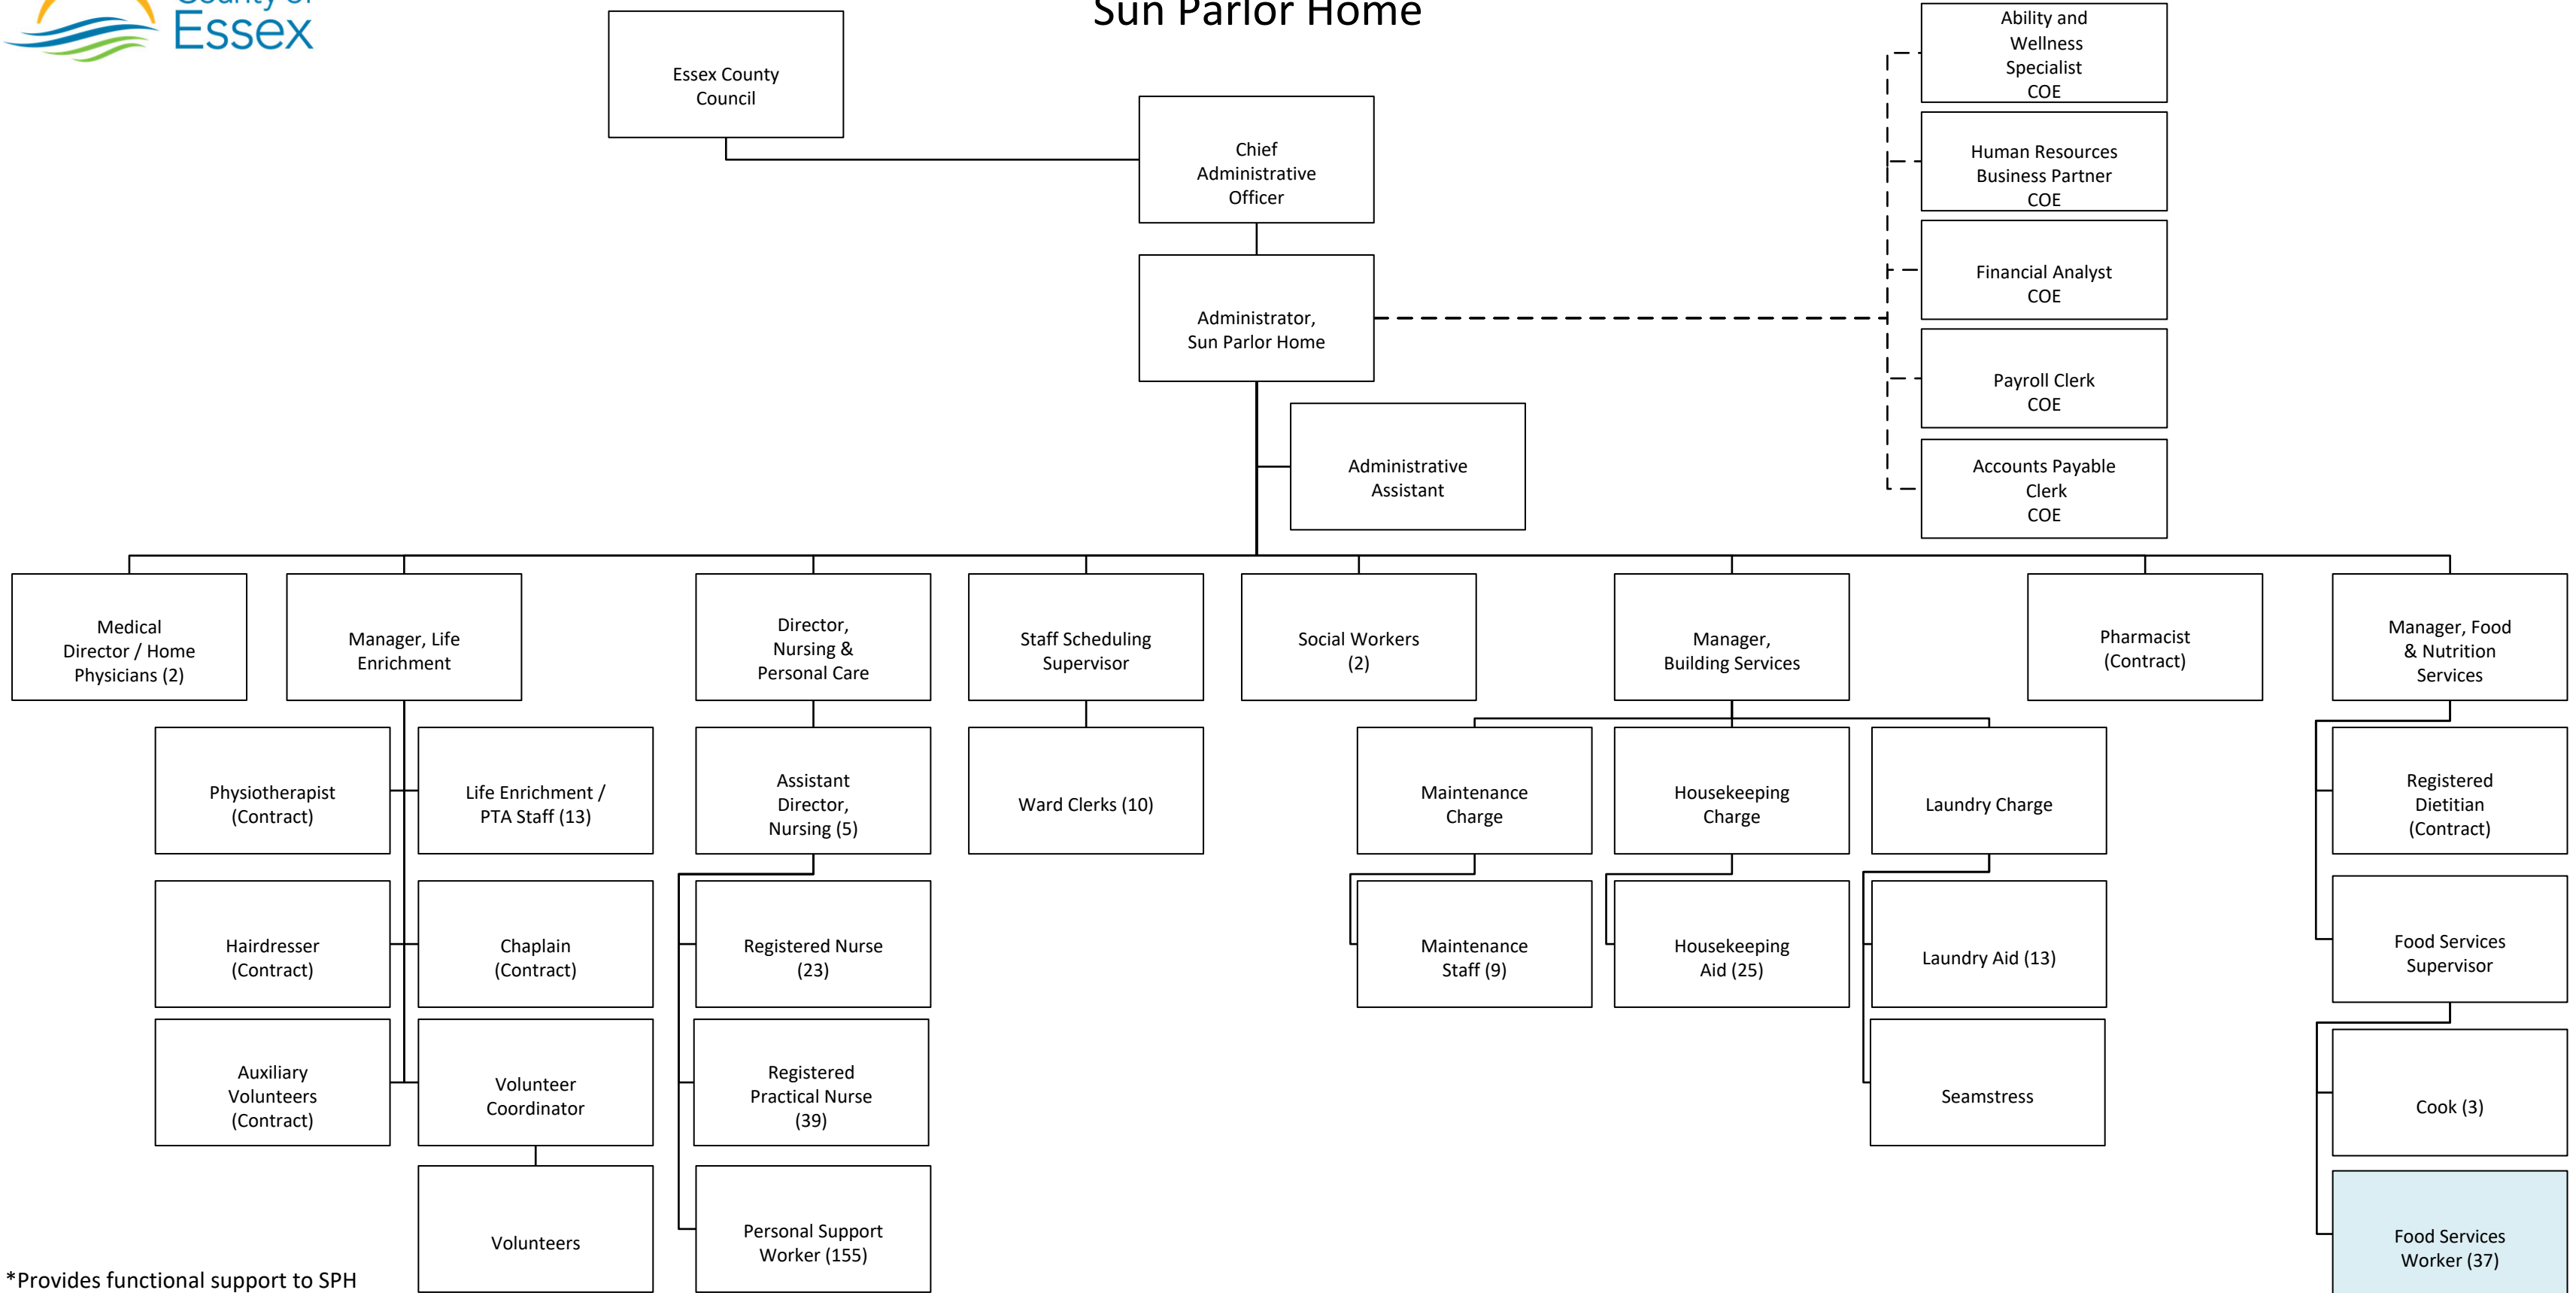 County of
Essex
Sun Parlor Home
Essex County
Council
Chief
Administrative
Officer
Administrator,
Sun Parlor Home
Administrative
Assistant
Ability and
Wellness
Specialist
COE
Human Resources
Business Partner
COE
Financial Analyst
COE
Payroll Clerk
COE
Accounts Payable
Clerk
COE
Medical
Director / Home
Physicians (2)
Manager, Life
Enrichment
Director,
Nursing &
Personal Care
Staff Scheduling
Supervisor
Social Workers
(2)
Manager,
Building Services
Pharmacist
(Contract)
Manager, Food
& Nutrition
Services
Physiotherapist
(Contract)
Life Enrichment /
PTA Staff (13)
Assistant
Director,
Nursing (5)
Ward Clerks (10)
Maintenance
Charge
Housekeeping
Charge
Laundry Charge
Registered
Dietitian
(Contract)
Hairdresser
(Contract)
Chaplain
(Contract)
Registered Nurse
(23)
Maintenance
Staff (9)
Housekeeping
Aid (25)
Laundry Aid (13)
Food Services
Supervisor
Auxiliary
Volunteers
(Contract)
Volunteer
Coordinator
Registered
Practical Nurse
(39)
Seamstress
Cook (3)
Volunteers
Personal Support
Worker (155)
Food Services
Worker (37)
*Provides functional support to SPH